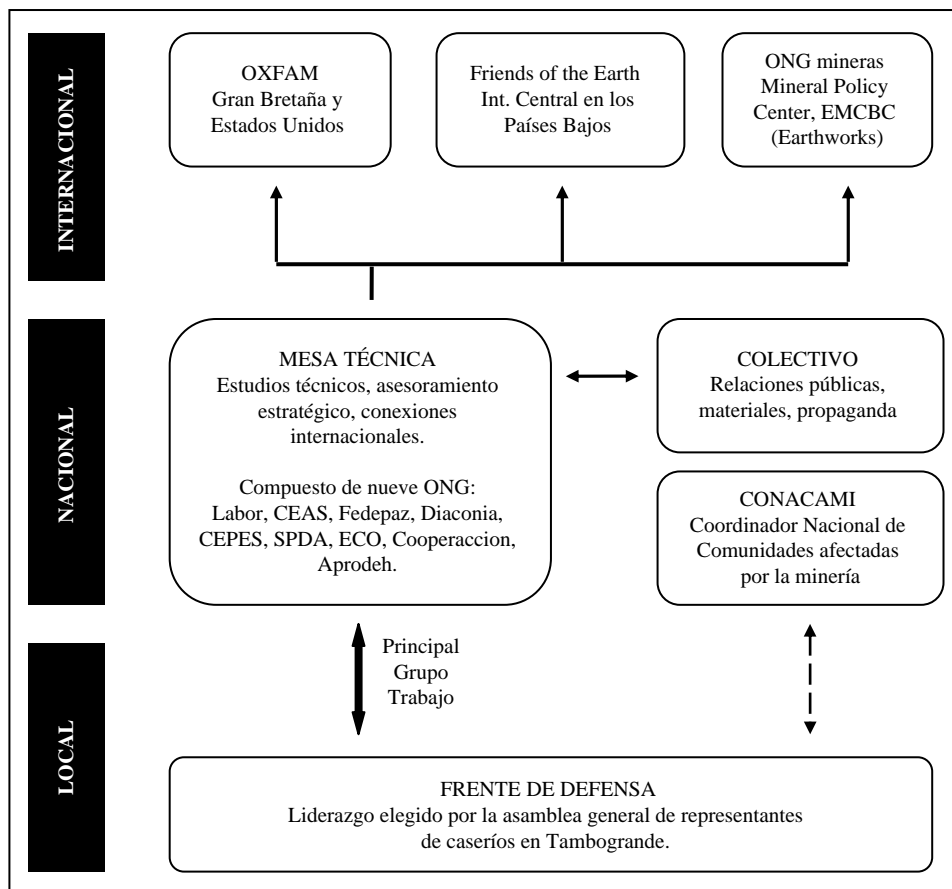 INTERNACIONAL
OXFAM
Gran Bretaña y
Estados Unidos
Friends of the Earth
Int. Central en los
Países Bajos
ONG mineras
Mineral Policy
Center, EMCBC
(Earthworks)
NACIONAL
MESA TÉCNICA
Estudios técnicos, asesoramiento
estratégico, conexiones
internacionales.
Compuesto de nueve ONG:
Labor, CEAS, Fedepaz, Diaconia,
CEPES, SPDA, ECO, Cooperaccion,
Aprodeh.
COLECTIVO
Relaciones públicas,
materiales, propaganda
CONACAMI
Coordinador Nacional de
Comunidades afectadas
por la minería
Principal
Grupo
Trabajo
LOCAL
FRENTE DE DEFENSA
Liderazgo elegido por la asamblea general de representantes
de caseríos en Tambogrande.